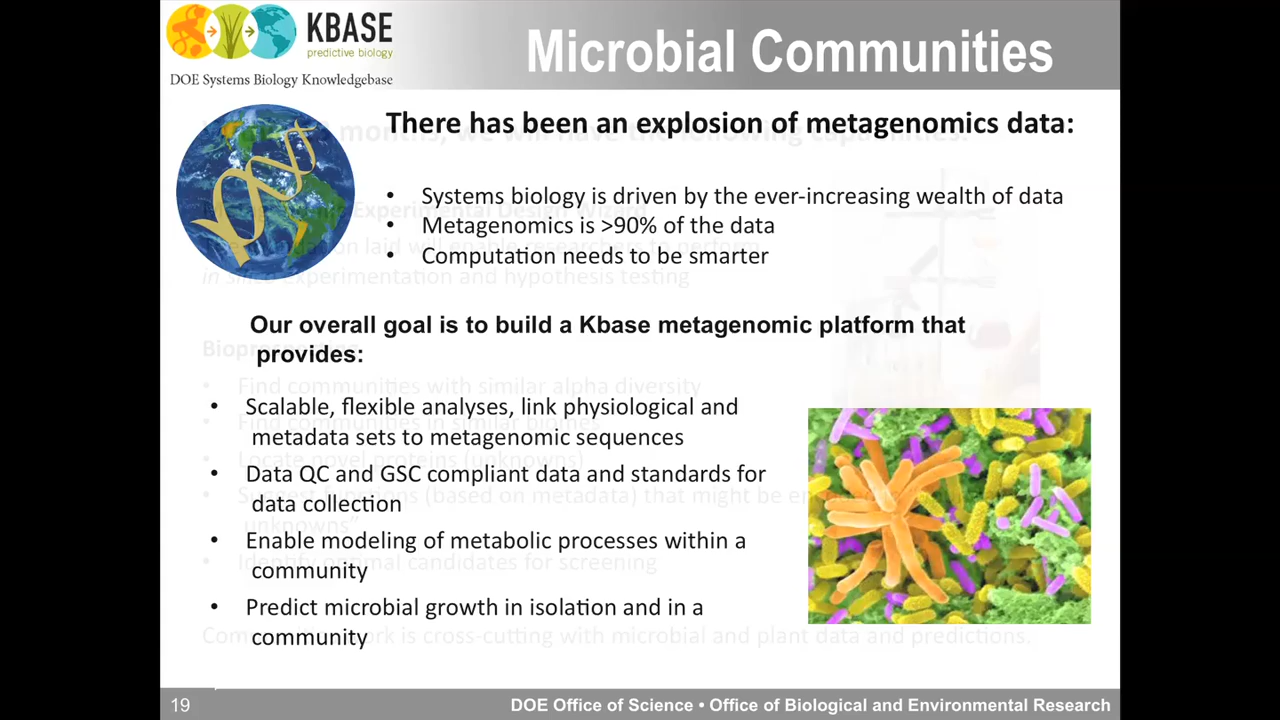 KBASE
predictive biology
DOE Systems Biology Knowledgebase
Microbial Communities
There has been an explosion of metagenomics data:
• Systems biology is driven by the ever-increasing wealth of data
• Metagenomics is >90% of the data
• Computation needs to be smarter
Our overall goal is to build a Kbase metagenomic platform that
provides:
• Scalable, flexible analyses, link physiological and
metadata sets to metagenomic sequences
• Data QC and GSC compliant data and standards for
data collection
• Enable modeling of metabolic processes within a
community
• Predict microbial growth in isolation and in a
community
19
DOE Office of Science • Office of Biological and Environmental Research